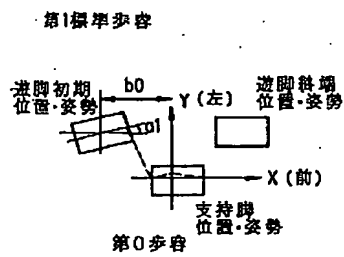 第1標準歩容
遊脚初期
位置・姿勢
b0
a1
Y(左)
遊脚終端
位置・姿勢
X(前)
支持脚
位置・姿勢
第0歩容